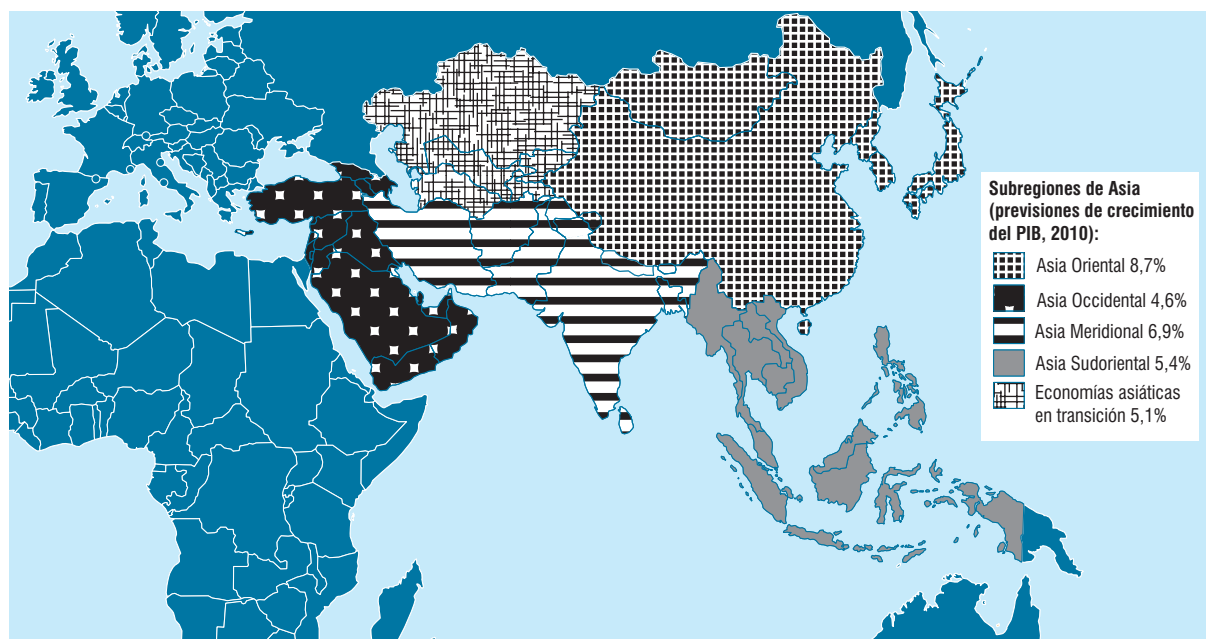 Subregiones de Asia
(previsiones de crecimiento
del PIB, 2010):
Asia Oriental 8,7%
Asia Occidental 4,6%
Asia Meridional 6,9%
Asia Sudoriental 5,4%
Economías asiáticas
en transición 5,1%